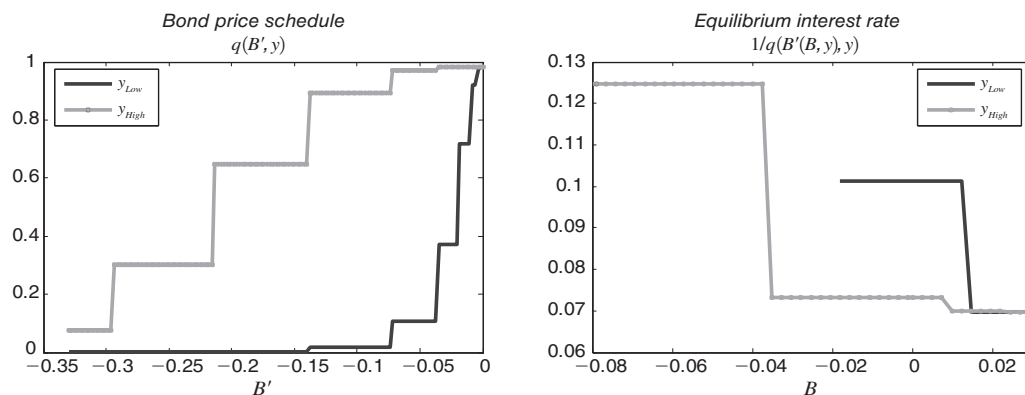 Bond price schedule
q(B′, y)
1
0.8
0.6
0.4
0.2
0
−0.35 −0.3 −0.25 −0.2 −0.15 −0.1 −0.05 0
B′
y_Low
y_High
Equilibrium interest rate
1/q(B′(B, y), y)
0.13
0.12
0.11
0.1
0.09
0.08
0.07
0.06
−0.08 −0.06 −0.04 −0.02 0 0.02
B
y_Low
y_High